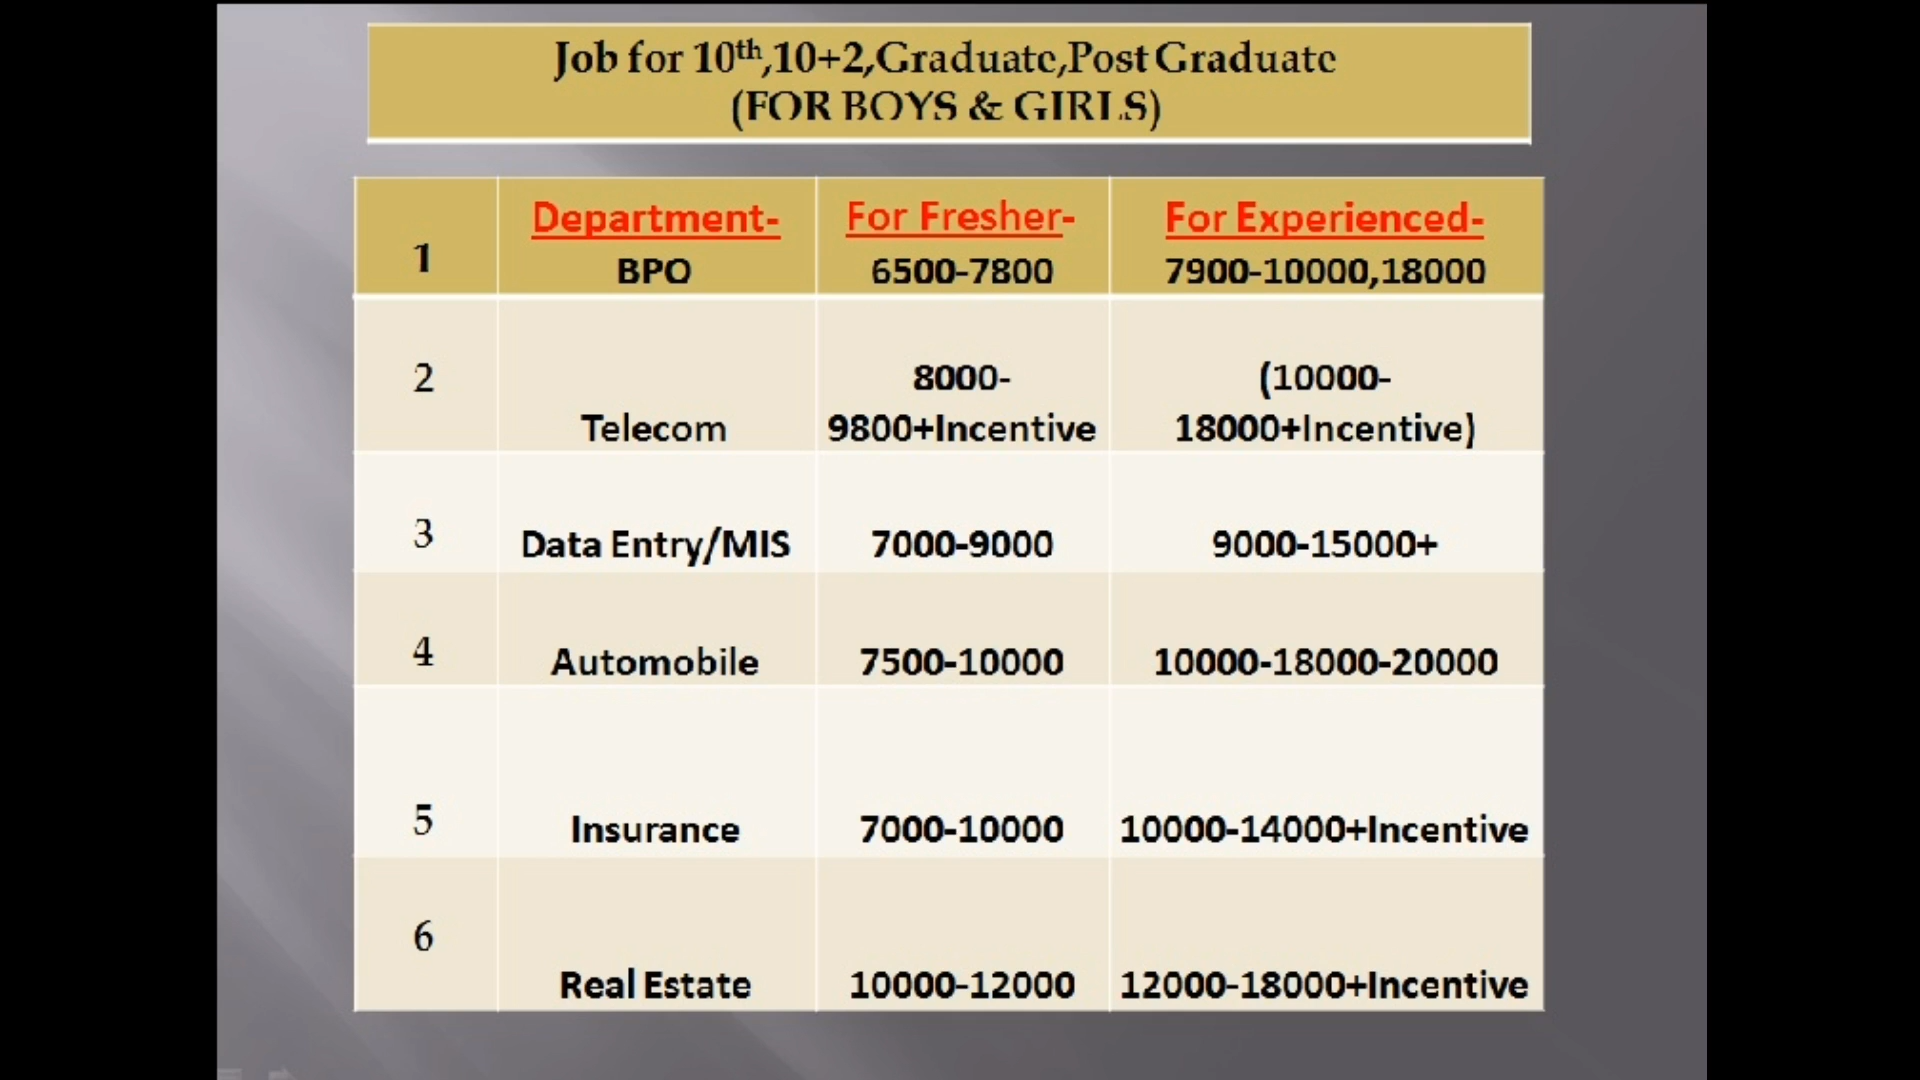 Job for 10th,10+2,Graduate,Post Graduate
(FOR BOYS & GIRLS)
1 Department- BPO For Fresher- 6500-7800 For Experienced- 7900-10000,18000
2 Telecom 8000-9800+Incentive (10000-18000+Incentive)
3 Data Entry/MIS 7000-9000 9000-15000+
4 Automobile 7500-10000 10000-18000-20000
5 Insurance 7000-10000 10000-14000+Incentive
6 Real Estate 10000-12000 12000-18000+Incentive